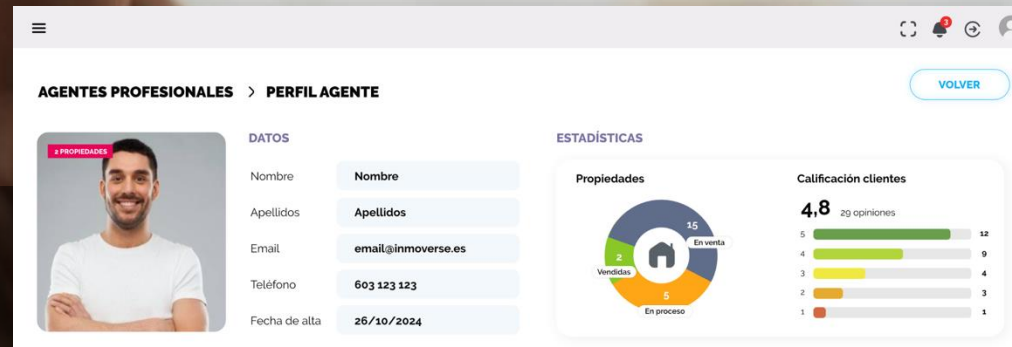 3
AGENTES PROFESIONALES > PERFIL AGENTE
VOLVER
2 PROPIEDADES
DATOS
Nombre Nombre
Apellidos Apellidos
Email email@inmoverse.es
Teléfono 603 123 123
Fecha de alta 26/10/2024
ESTADÍSTICAS
Propiedades
15
En venta
2
Vendidas
5
En proceso
Calificación clientes
4,8 29 opiniones
5 12
4 9
3 4
2 3
1 1